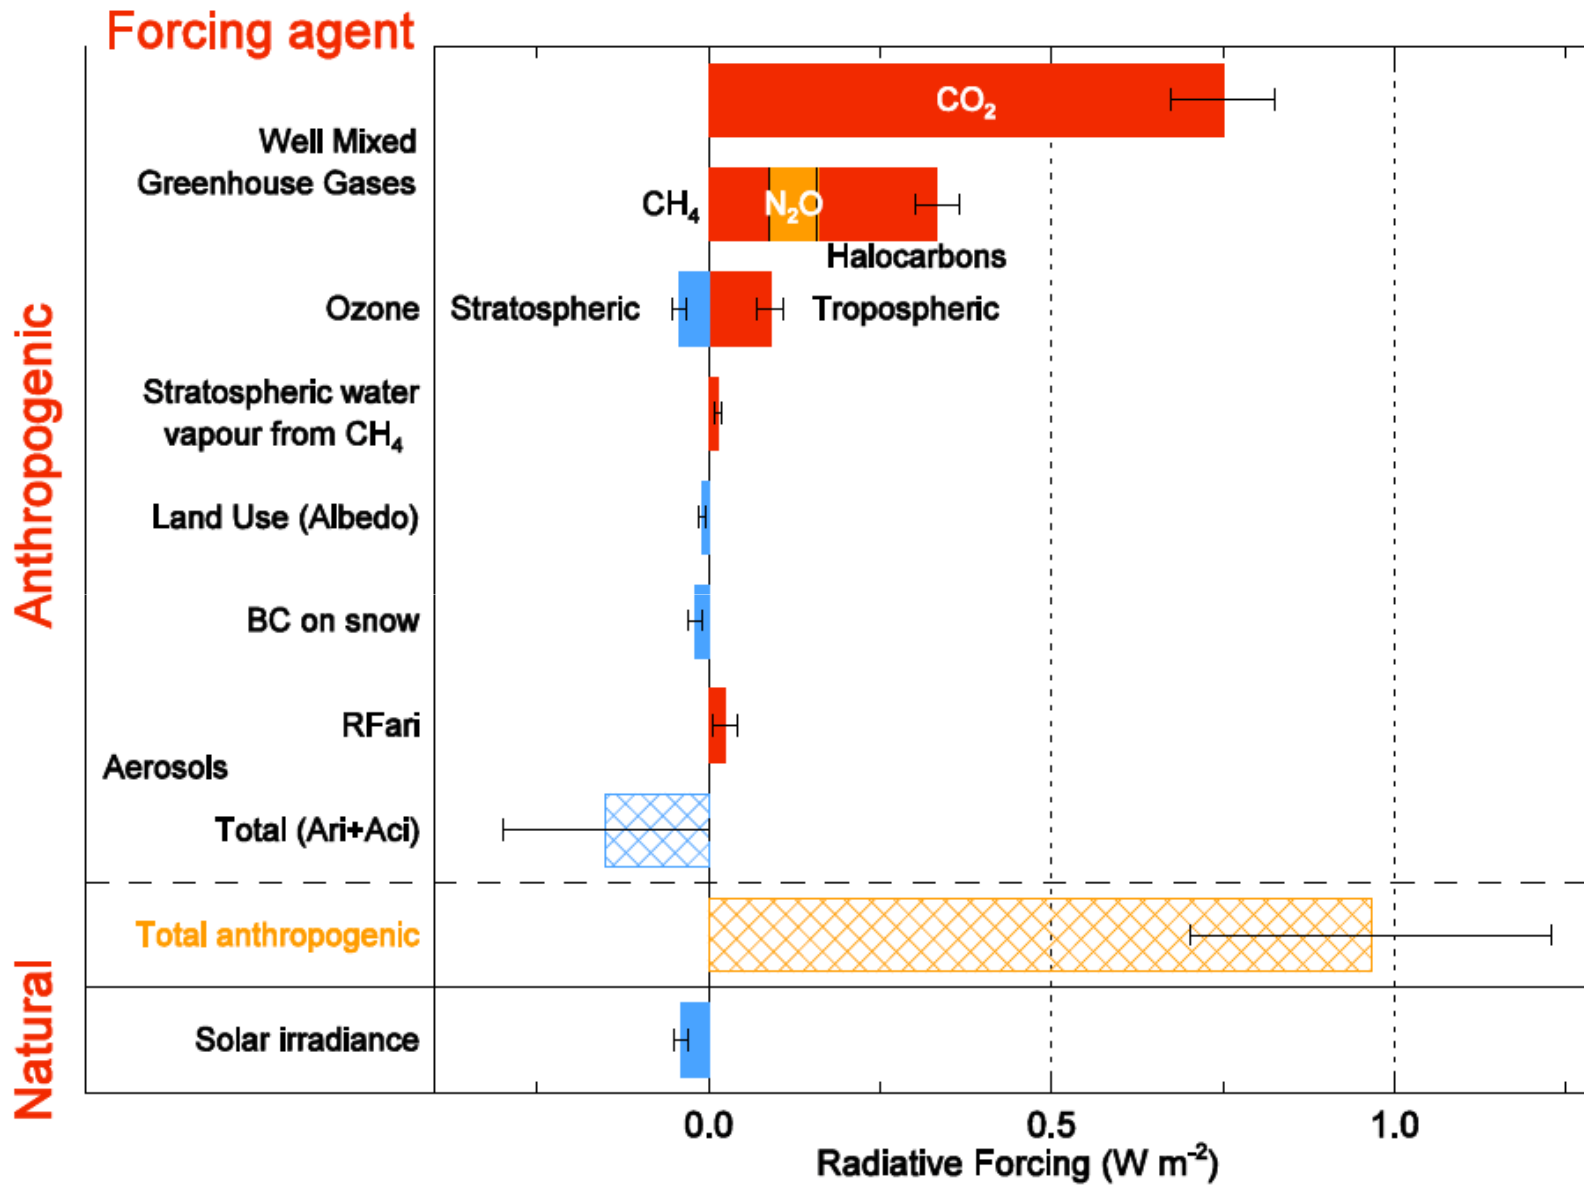 Forcing agent
Anthropogenic
Well Mixed
Greenhouse Gases
CO₂
CH₄
N₂O
Halocarbons
Ozone
Stratospheric
Tropospheric
Stratospheric water
vapour from CH₄
Land Use (Albedo)
BC on snow
RFari
Aerosols
Total (Ari+Aci)
Total anthropogenic
Natural
Solar irradiance
0.0 0.5 1.0
Radiative Forcing (W m⁻²)